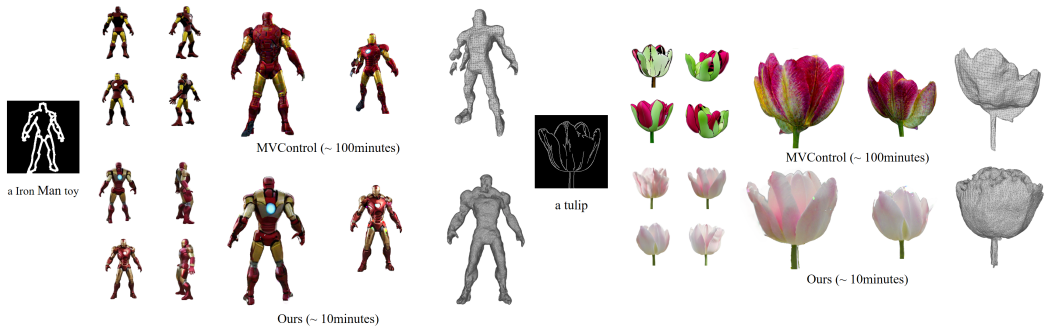 MVControl (~ 100minutes)
a Iron Man toy
Ours (~ 10minutes)
MVControl (~ 100minutes)
a tulip
Ours (~ 10minutes)